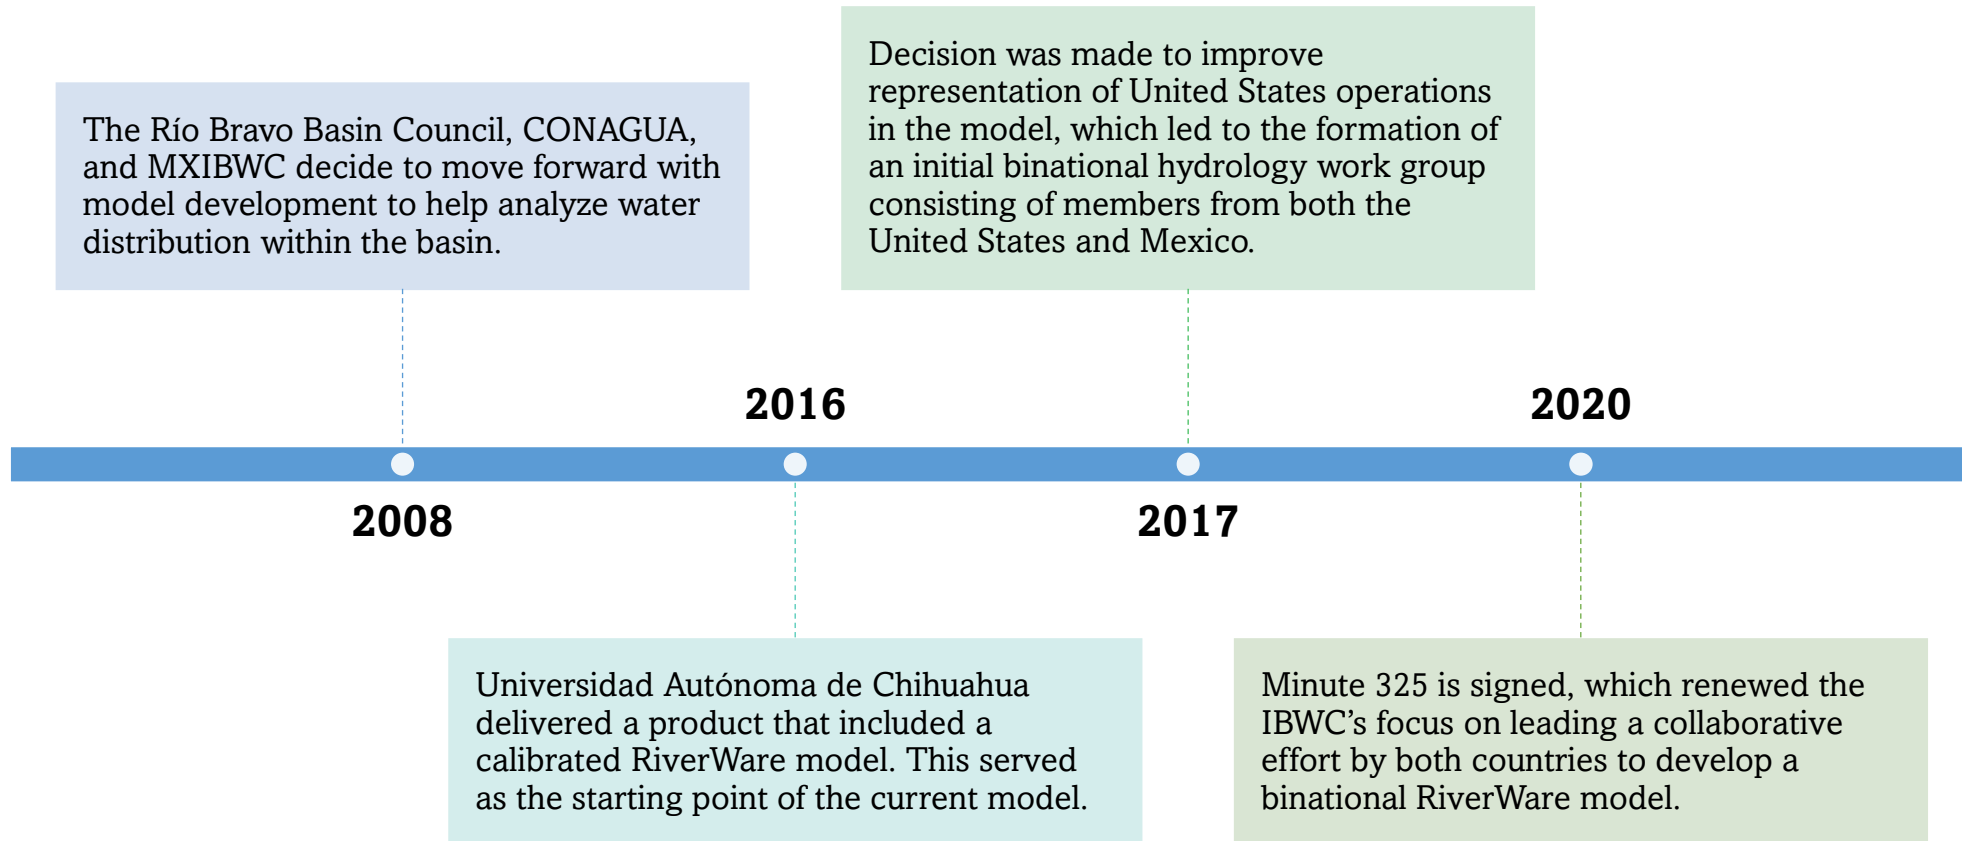 The Río Bravo Basin Council, CONAGUA,
and MXIBWC decide to move forward with
model development to help analyze water
distribution within the basin.
2008
2016
Universidad Autónoma de Chihuahua
delivered a product that included a
calibrated RiverWare model. This served
as the starting point of the current model.
Decision was made to improve
representation of United States operations
in the model, which led to the formation of
an initial binational hydrology work group
consisting of members from both the
United States and Mexico.
2017
2020
Minute 325 is signed, which renewed the
IBWC’s focus on leading a collaborative
effort by both countries to develop a
binational RiverWare model.